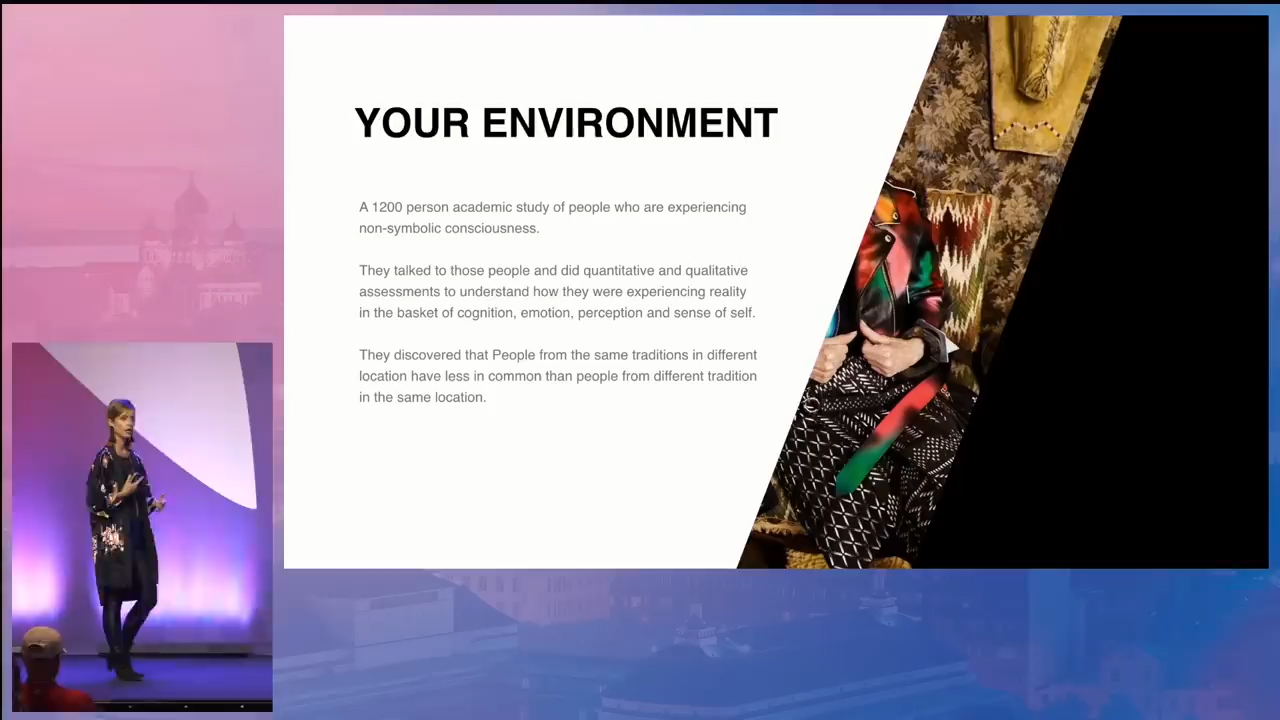 YOUR ENVIRONMENT
A 1200 person academic study of people who are experiencing
non-symbolic consciousness.
They talked to those people and did quantitative and qualitative
assessments to understand how they were experiencing reality
in the basket of cognition, emotion, perception and sense of self.
They discovered that People from the same traditions in different
location have less in common than people from different tradition
in the same location.